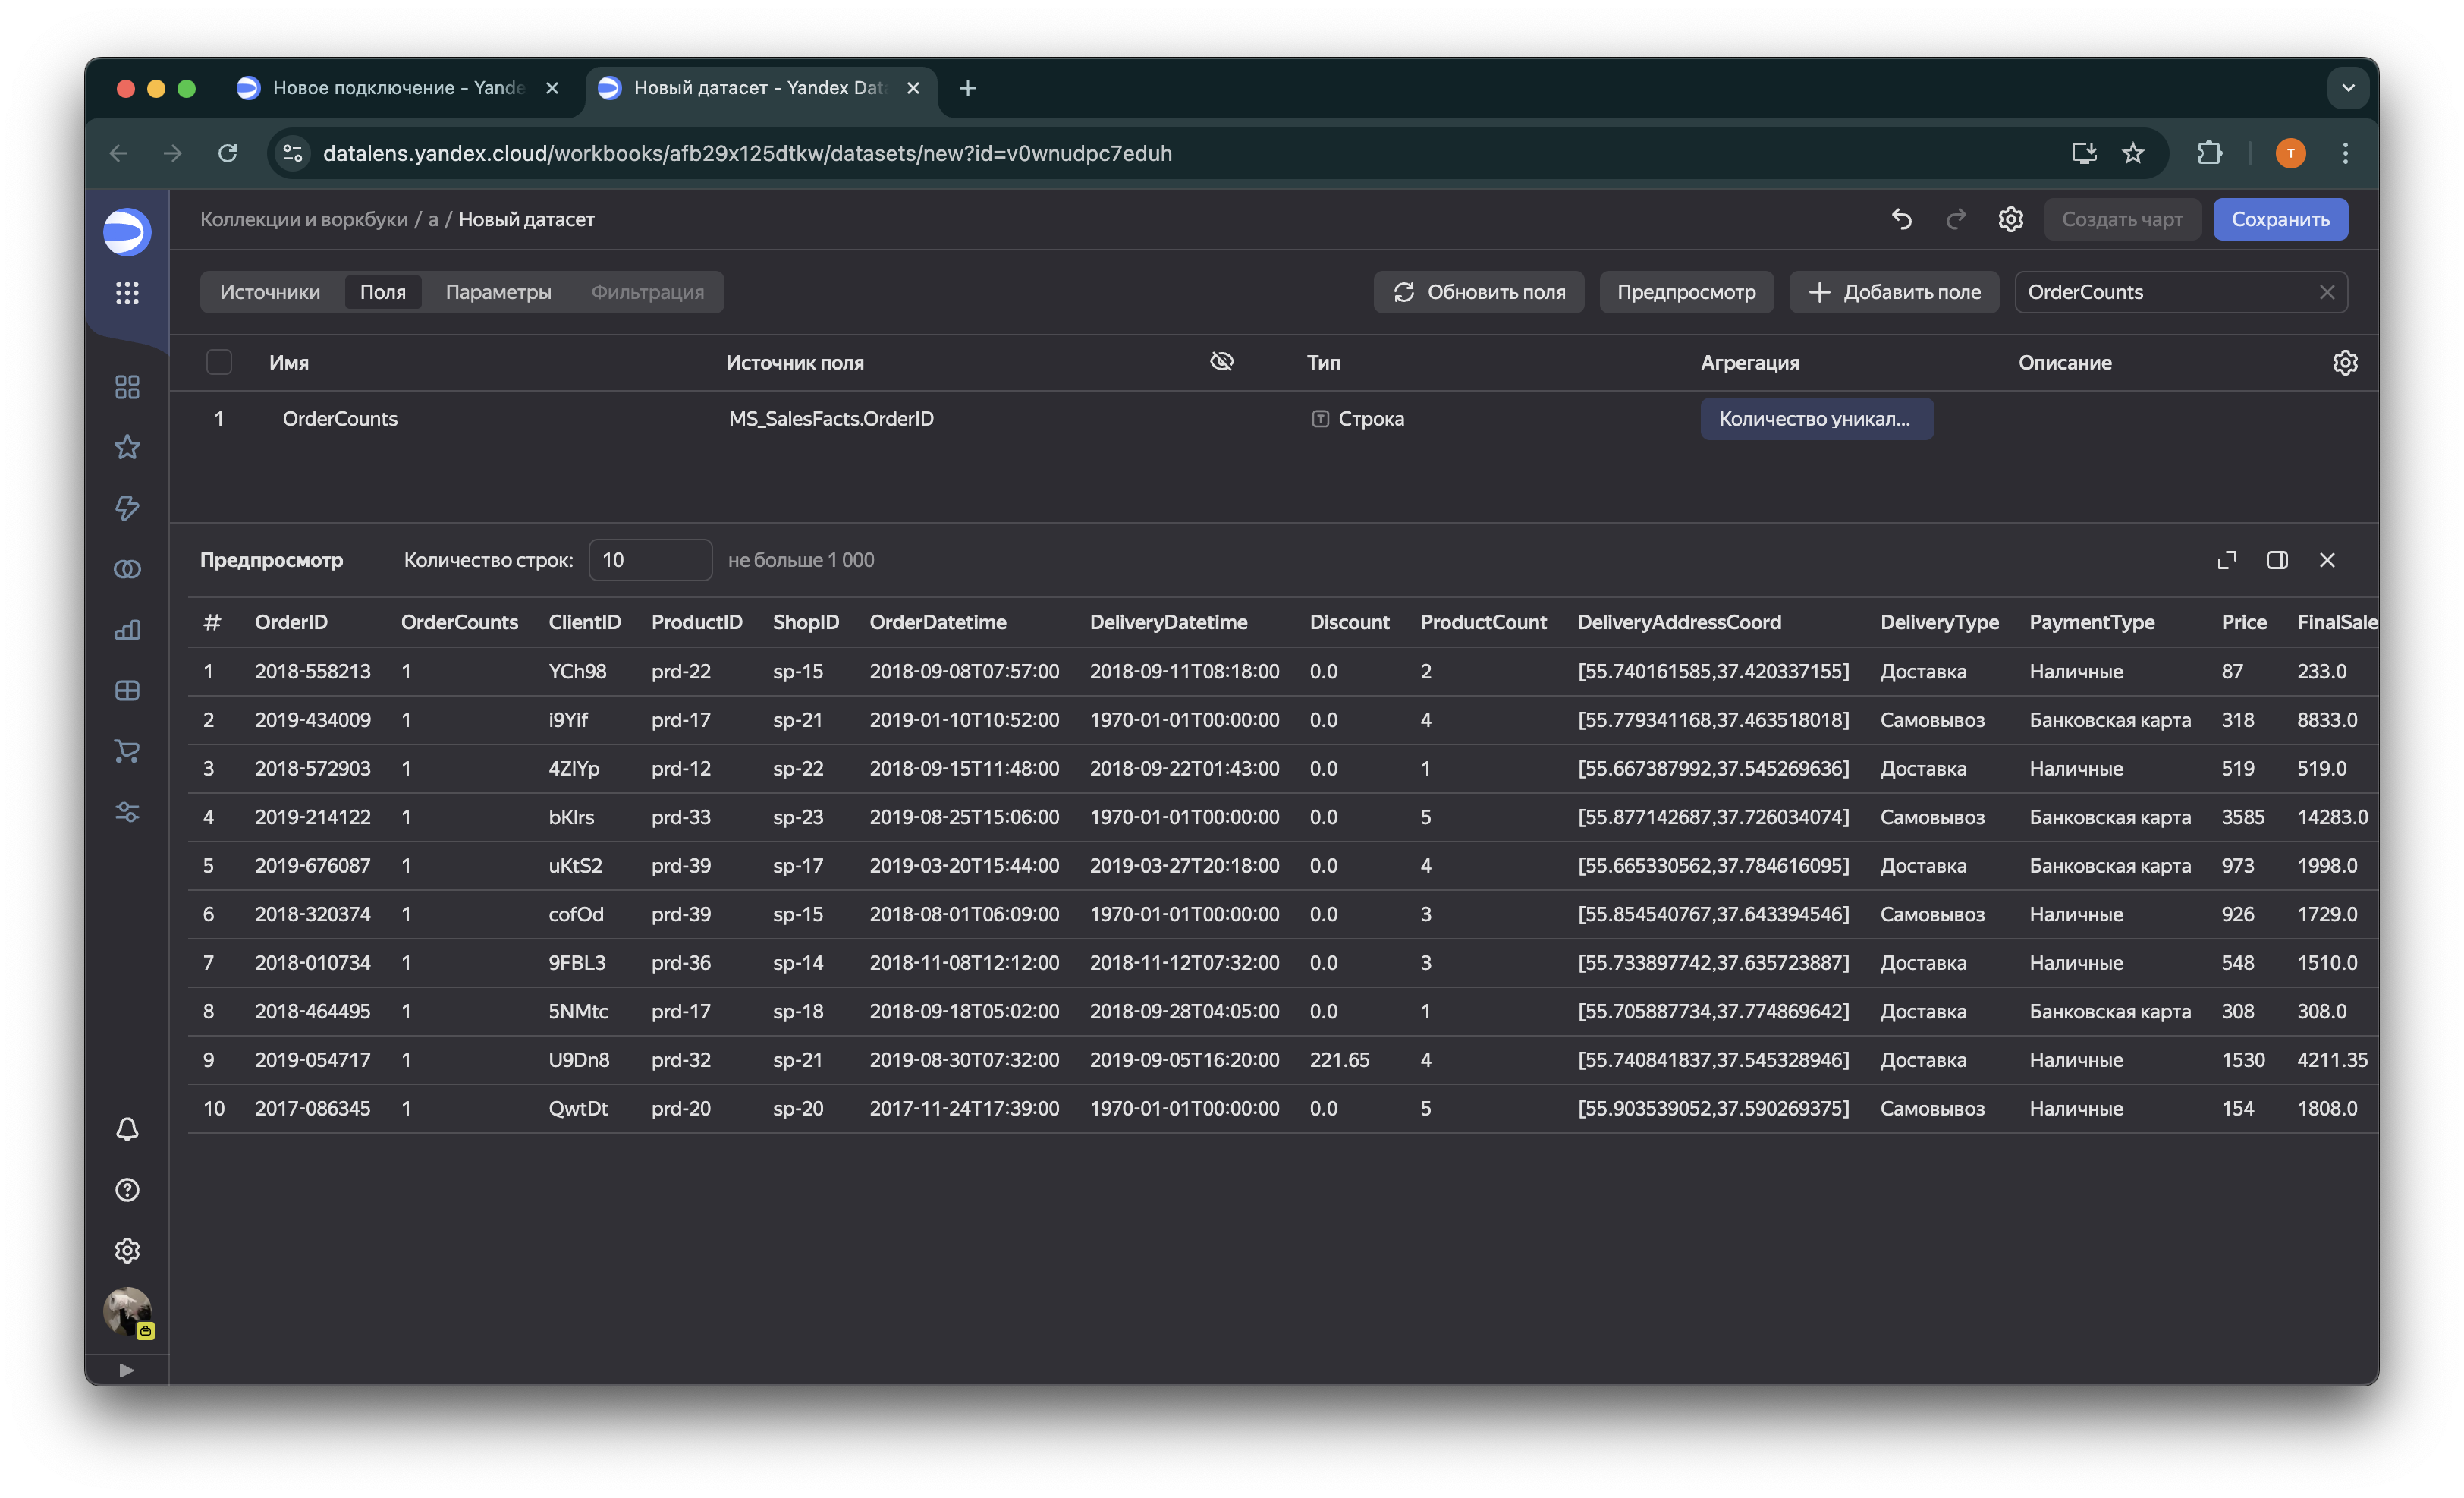 Новое подключение - Yande
Новый датасет - Yandex Data
datalens.yandex.cloud/workbooks/afb29x125dtkw/datasets/new?id=v0wnudpc7eduh
T
Коллекции и воркбуки / a / Новый датасет
Создать чарт
Сохранить
Источники Поля Параметры Фильтрация
Обновить поля
Предпросмотр
Добавить поле
OrderCounts
Имя Источник поля Тип Агрегация Описание
1 OrderCounts MS_SalesFacts.OrderID Строка Количество уникал...
Предпросмотр Количество строк: 10 не больше 1 000
# OrderID OrderCounts ClientID ProductID ShopID OrderDatetime DeliveryDatetime Discount ProductCount DeliveryAddressCoord DeliveryType PaymentType Price FinalSale
1 2018-558213 1 YCh98 prd-22 sp-15 2018-09-08T07:57:00 2018-09-11T08:18:00 0.0 2 [55.740161585,37.420337155] Доставка Наличные 87 233.0
2 2019-434009 1 i9Yif prd-17 sp-21 2019-01-10T10:52:00 1970-01-01T00:00:00 0.0 4 [55.779341168,37.463518018] Самовывоз Банковская карта 318 8833.0
3 2018-572903 1 4ZlYp prd-12 sp-22 2018-09-15T11:48:00 2018-09-22T01:43:00 0.0 1 [55.667387992,37.545269636] Доставка Наличные 519 519.0
4 2019-214122 1 bKlrs prd-33 sp-23 2019-08-25T15:06:00 1970-01-01T00:00:00 0.0 5 [55.877142687,37.726034074] Самовывоз Банковская карта 3585 14283.0
5 2019-676087 1 uKtS2 prd-39 sp-17 2019-03-20T15:44:00 2019-03-27T20:18:00 0.0 4 [55.665330562,37.784616095] Доставка Банковская карта 973 1998.0
6 2018-320374 1 cofOd prd-39 sp-15 2018-08-01T06:09:00 1970-01-01T00:00:00 0.0 3 [55.854540767,37.643394546] Самовывоз Наличные 926 1729.0
7 2018-010734 1 9FBL3 prd-36 sp-14 2018-11-08T12:12:00 2018-11-12T07:32:00 0.0 3 [55.733897742,37.635723887] Доставка Наличные 548 1510.0
8 2018-464495 1 5NMtc prd-17 sp-18 2018-09-18T05:02:00 2018-09-28T04:05:00 0.0 1 [55.705887734,37.774869642] Доставка Банковская карта 308 308.0
9 2019-054717 1 U9Dn8 prd-32 sp-21 2019-08-30T07:32:00 2019-09-05T16:20:00 221.65 4 [55.740841837,37.545328946] Доставка Наличные 1530 4211.35
10 2017-086345 1 QwtDt prd-20 sp-20 2017-11-24T17:39:00 1970-01-01T00:00:00 0.0 5 [55.903539052,37.590269375] Самовывоз Наличные 154 1808.0